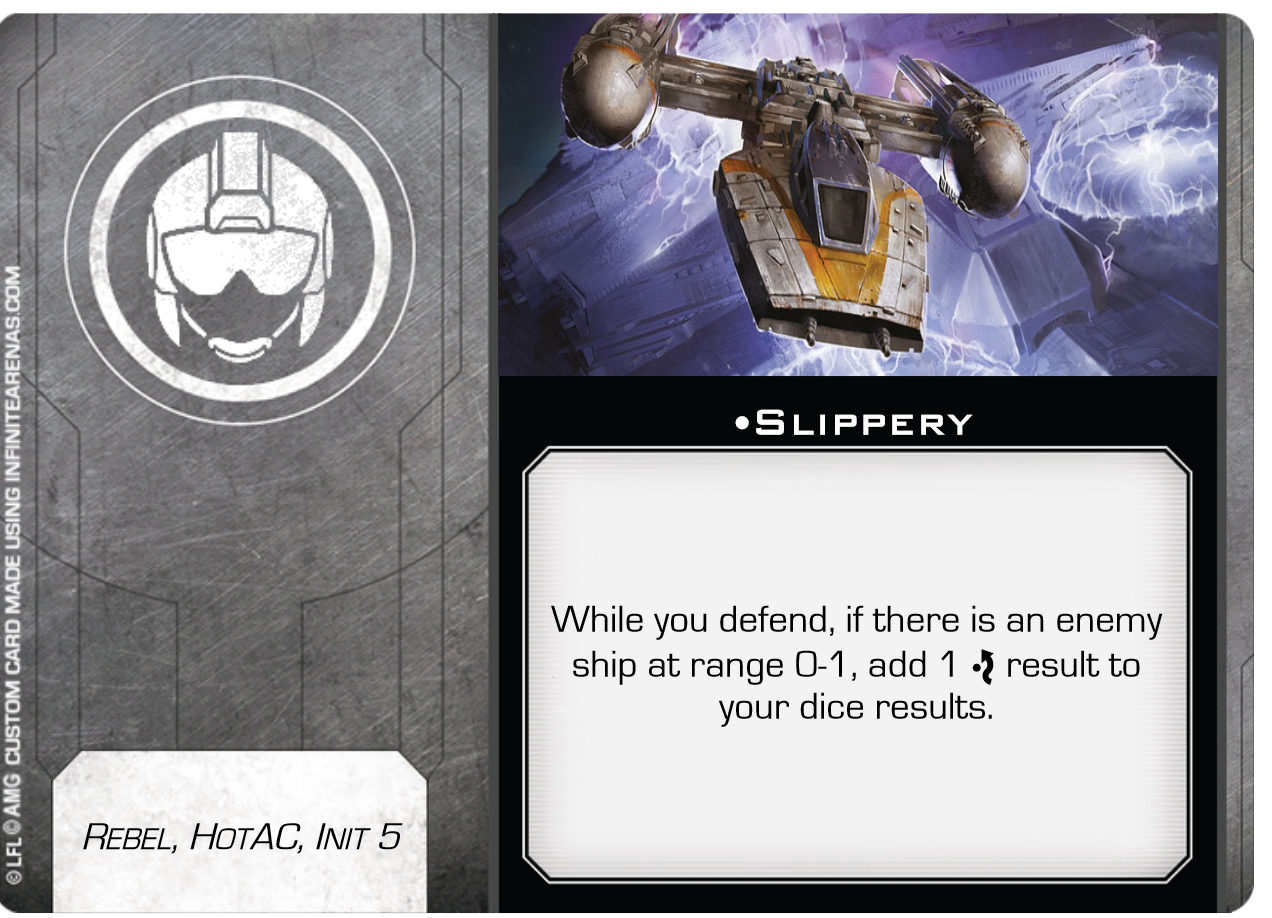 •Slippery
While you defend, if there is an enemy
ship at range 0-1, add 1 result to
your dice results.
Rebel, HotAC, Init 5
©LFL ©AMG CUSTOM CARD MADE USING INFINITEARENAS.COM